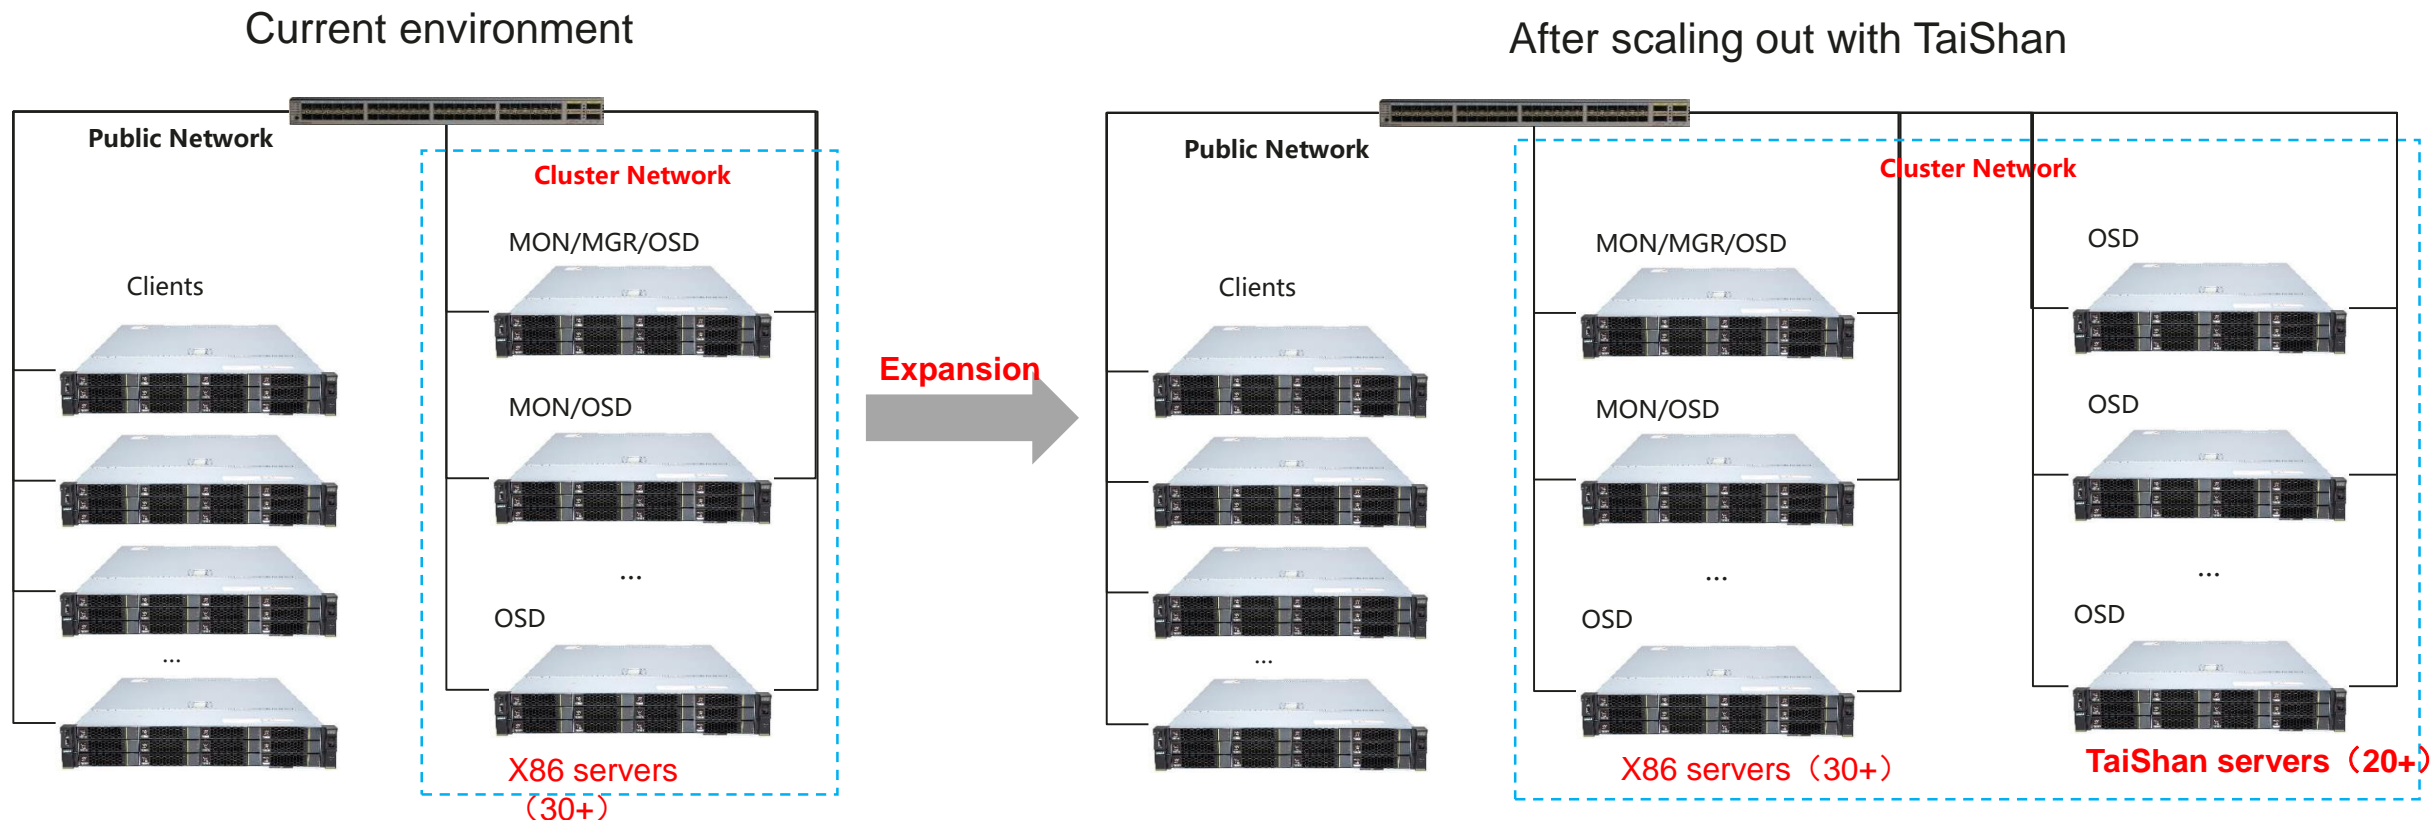 Current environment
Public Network
Cluster Network
Clients
MON/MGR/OSD
MON/OSD
...
OSD
...
X86 servers
（30+）
Expansion
After scaling out with TaiShan
Public Network
Cluster Network
Clients
...
MON/MGR/OSD
MON/OSD
...
OSD
X86 servers（30+）
OSD
OSD
...
OSD
TaiShan servers（20+）